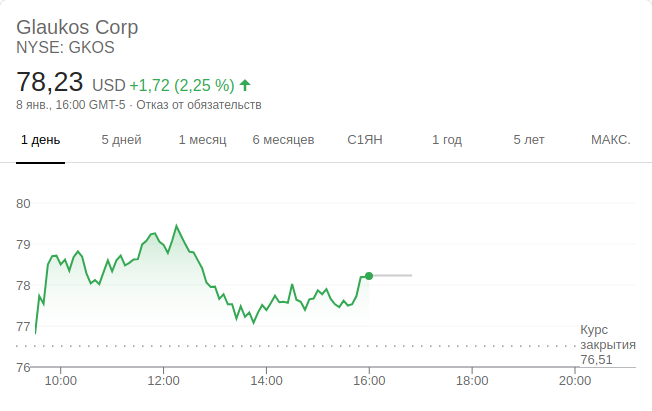 Glaukos Corp
NYSE: GKOS
78,23 USD +1,72 (2,25 %)
8 янв., 16:00 GMT-5 · Отказ от обязательств
1 день 5 дней 1 месяц 6 месяцев С1ЯН 1 год 5 лет МАКС.
80
79
78
77
Курс
закрытия
76,51
76
10:00 12:00 14:00 16:00 18:00 20:00